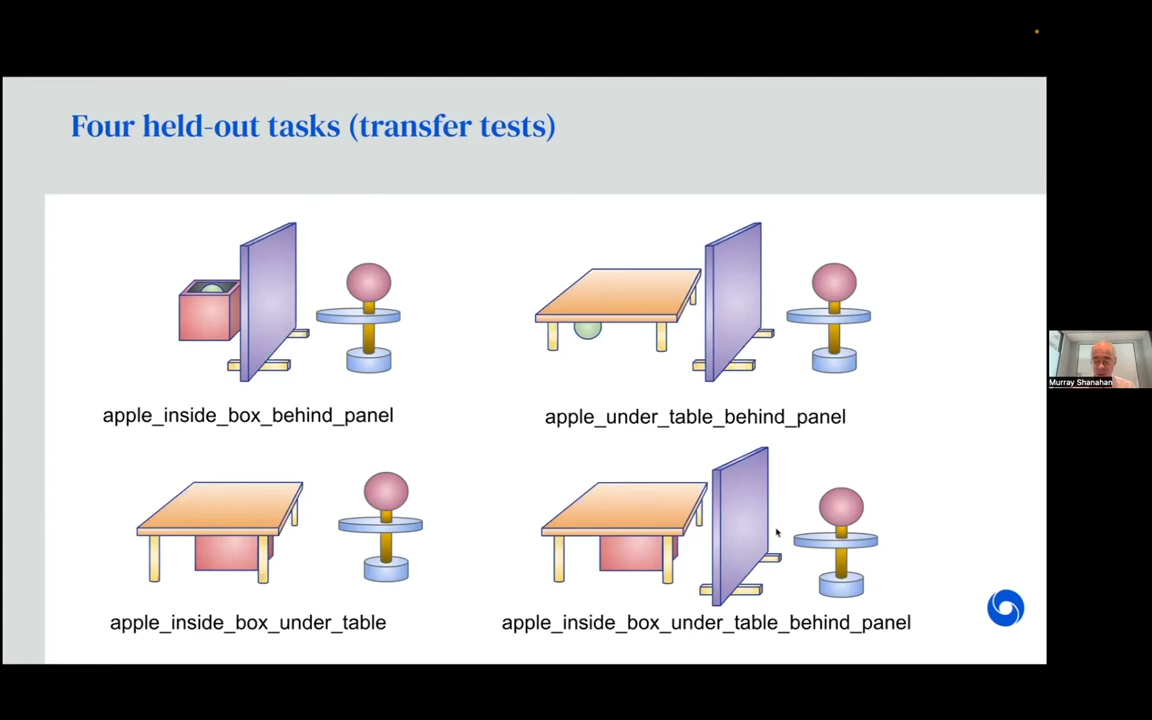 Four held-out tasks (transfer tests)
apple_inside_box_behind_panel
apple_under_table_behind_panel
apple_inside_box_under_table
apple_inside_box_under_table_behind_panel
Murray Shanahan